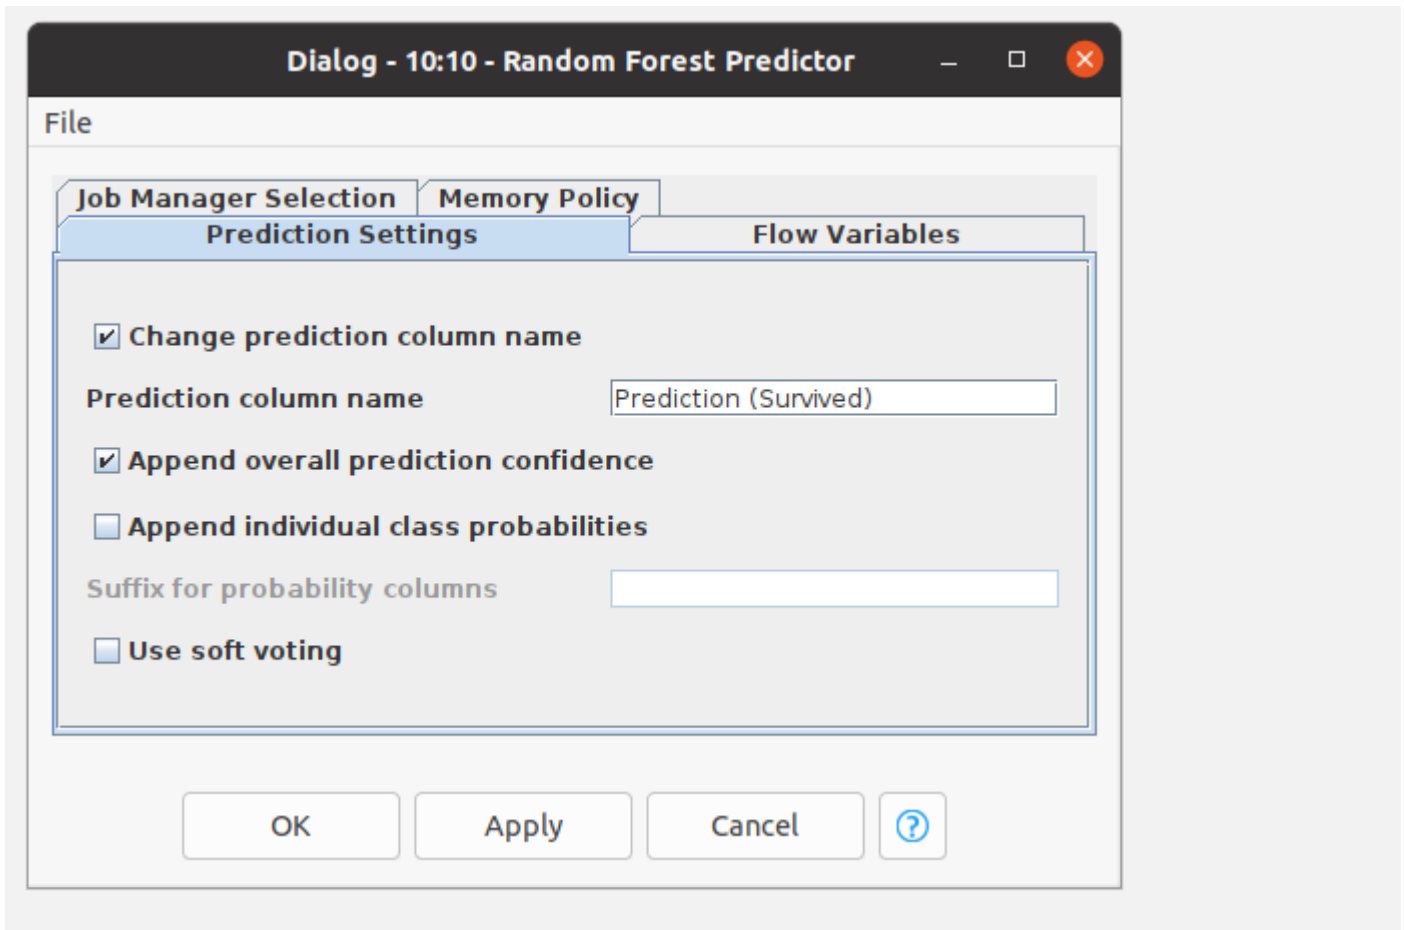 Dialog - 10:10 - Random Forest Predictor
File
Job Manager Selection Memory Policy
Prediction Settings Flow Variables
Change prediction column name
Prediction column name Prediction (Survived)
Append overall prediction confidence
Append individual class probabilities
Suffix for probability columns
Use soft voting
OK Apply Cancel ?